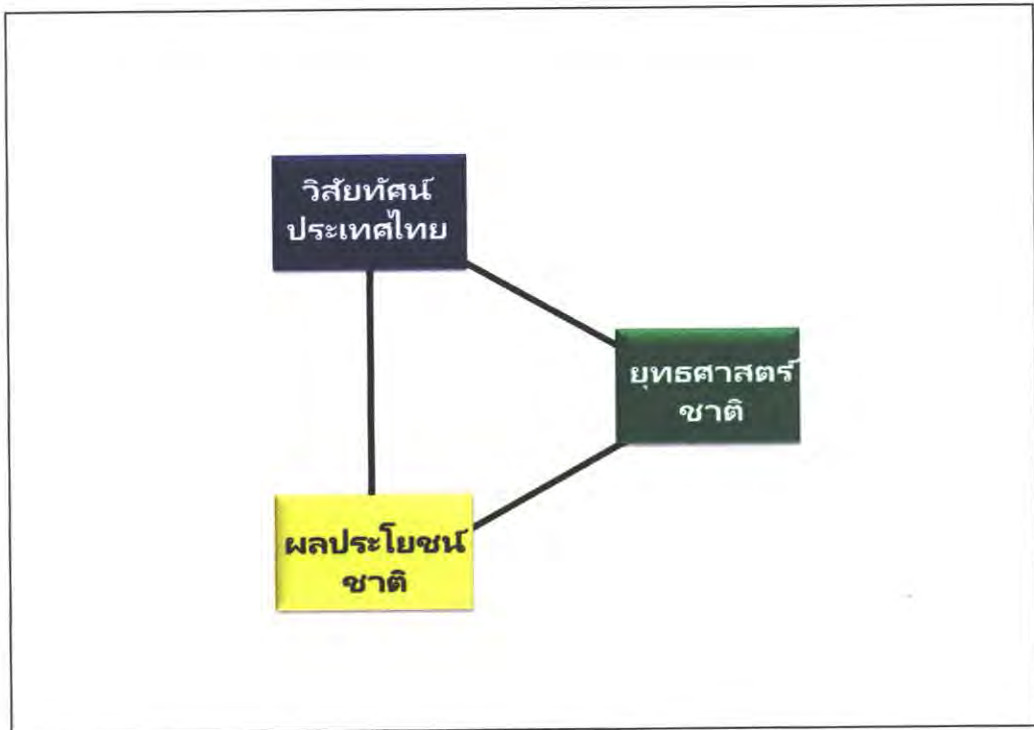 วิสัยทัศน์
ประเทศไทย
ยุทธศาสตร์
ชาติ
ผลประโยชน์
ชาติ